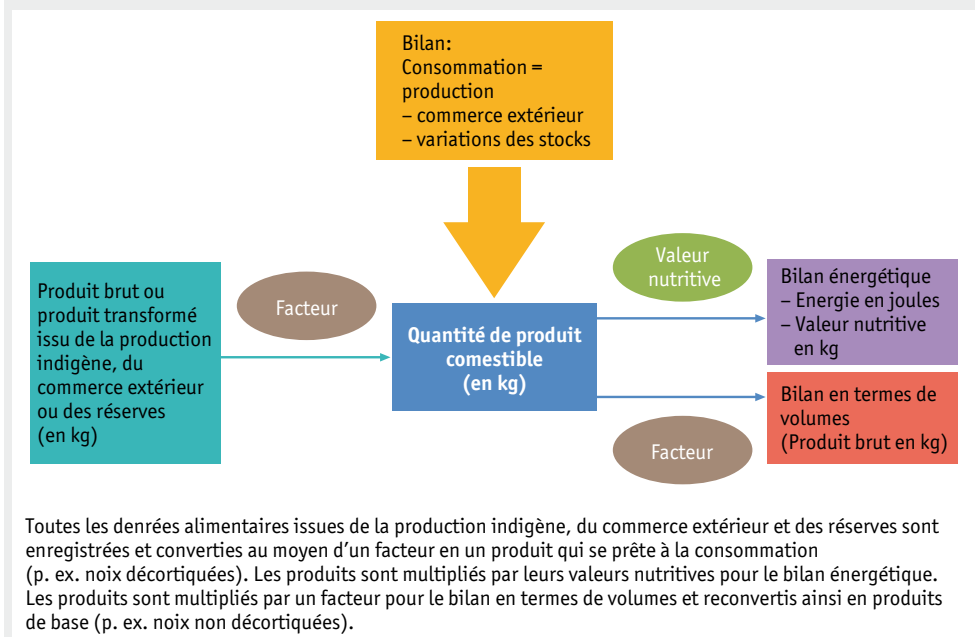 Bilan:
Consommation =
production
– commerce extérieur
– variations des stocks
Produit brut ou
produit transformé
issu de la production
indigène, du
commerce extérieur
ou des réserves
(en kg)
Facteur
Quantité de produit
comestible
(en kg)
Valeur
nutritive
Bilan énergétique
– Energie en joules
– Valeur nutritive
en kg
Facteur
Bilan en termes de
volumes
(Produit brut en kg)
Toutes les denrées alimentaires issues de la production indigène, du commerce extérieur et des réserves sont
enregistrées et converties au moyen d'un facteur en un produit qui se prête à la consommation
(p. ex. noix décortiquées). Les produits sont multipliés par leurs valeurs nutritives pour le bilan énergétique.
Les produits sont multipliés par un facteur pour le bilan en termes de volumes et reconvertis ainsi en produits
de base (p. ex. noix non décortiquées).